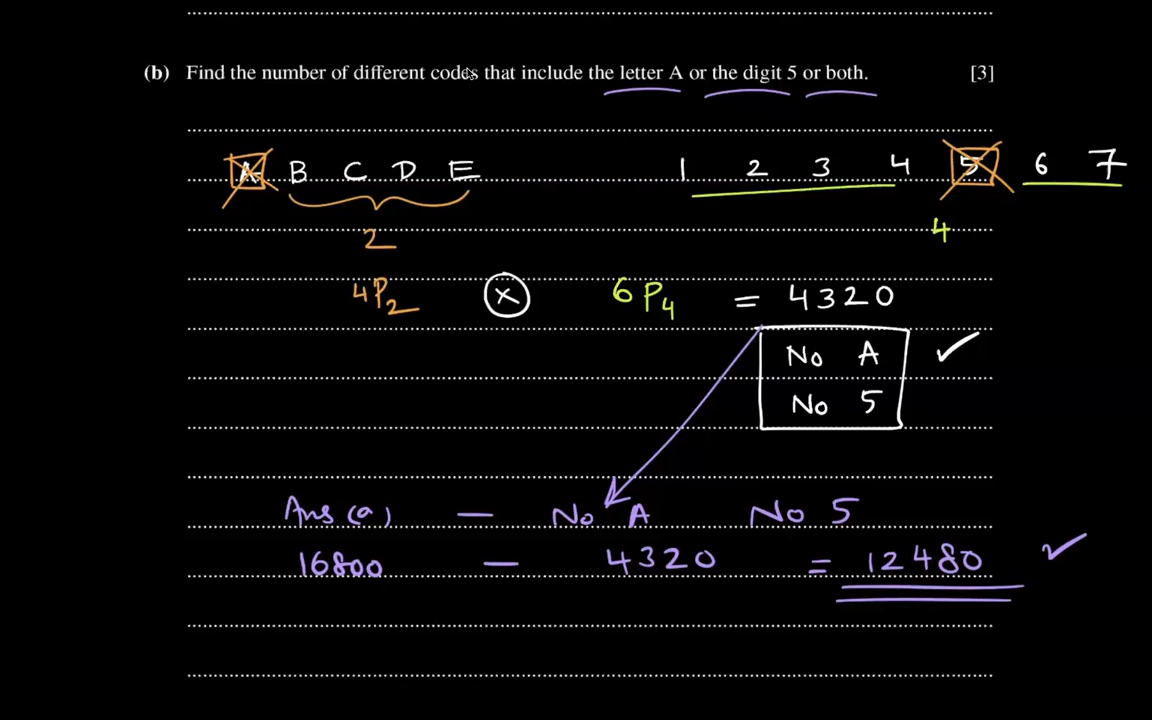 (b) Find the number of different codes that include the letter A or the digit 5 or both. [3]
A B C D E 1 2 3 4 5 6 7
2 4
4P2 × 6P4 = 4320
No A
No 5
Ans (a) — No A No 5
16800 — 4320 = 12480